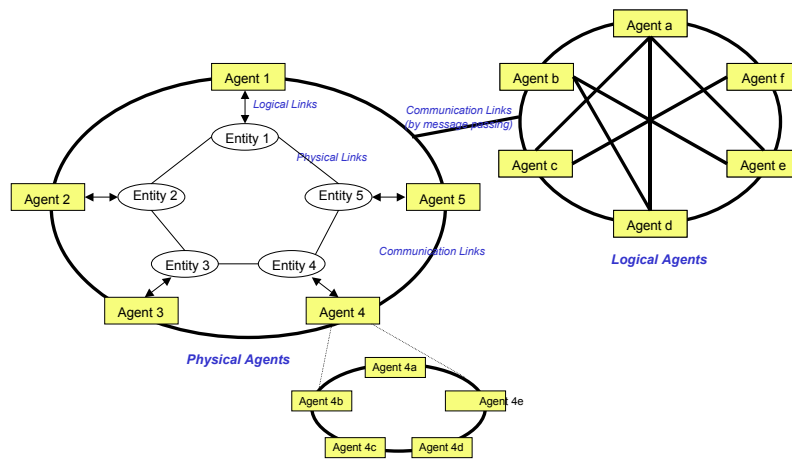 Agent a
Agent b
Agent f
Agent 1
Logical Links
Communication Links
(by message passing)
Entity 1
Physical Links
Agent c
Agent e
Agent 2
Entity 2
Entity 5
Agent 5
Agent d
Communication Links
Logical Agents
Entity 3
Entity 4
Agent 3
Agent 4
Physical Agents
Agent 4a
Agent 4b
Agent 4e
Agent 4c
Agent 4d